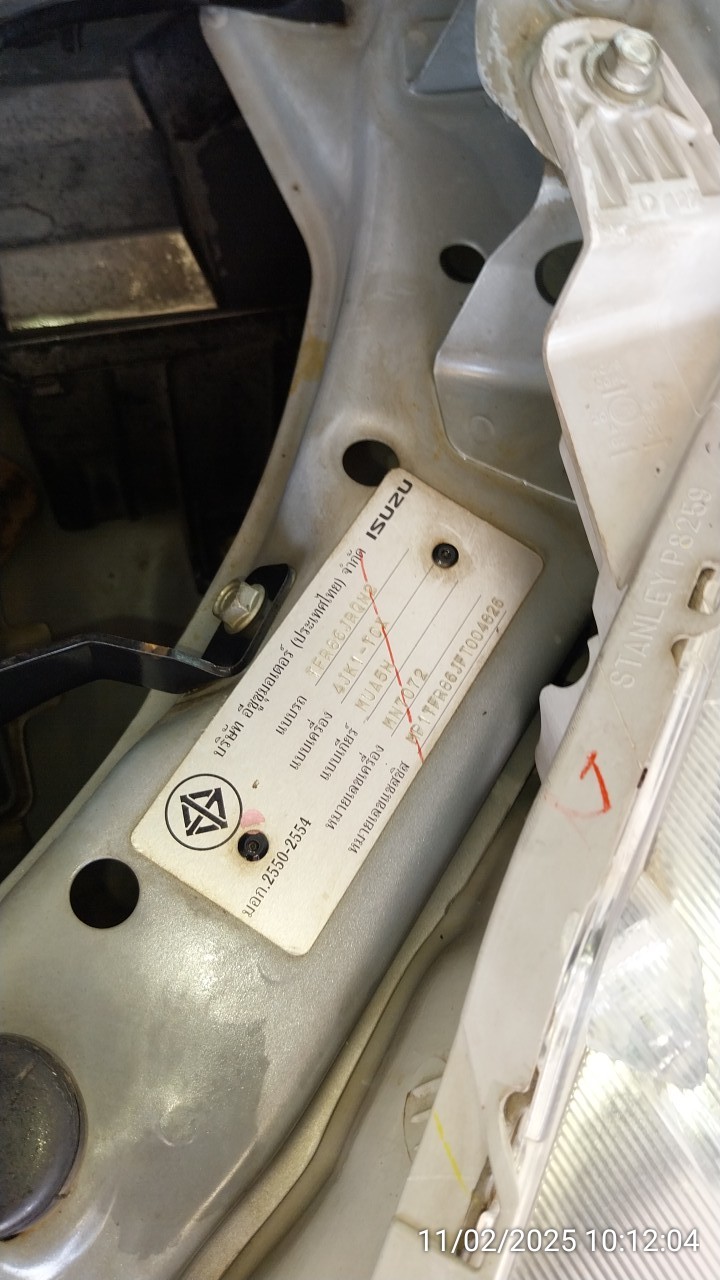 ISUZU
บริษัท อีซูซุมอเตอร์ (ประเทศไทย) จำกัด
แบบรถ TFR86JRQM2
แบบเครื่อง 4JK1-TCX
แบบเกียร์ MUA5H
หมายเลขเครื่อง MN7072
หมายเลขแชสซิส MP1TFR86JFT004626
มอก.2550-2554
STANLEY P8259
11/02/2025 10:12:04